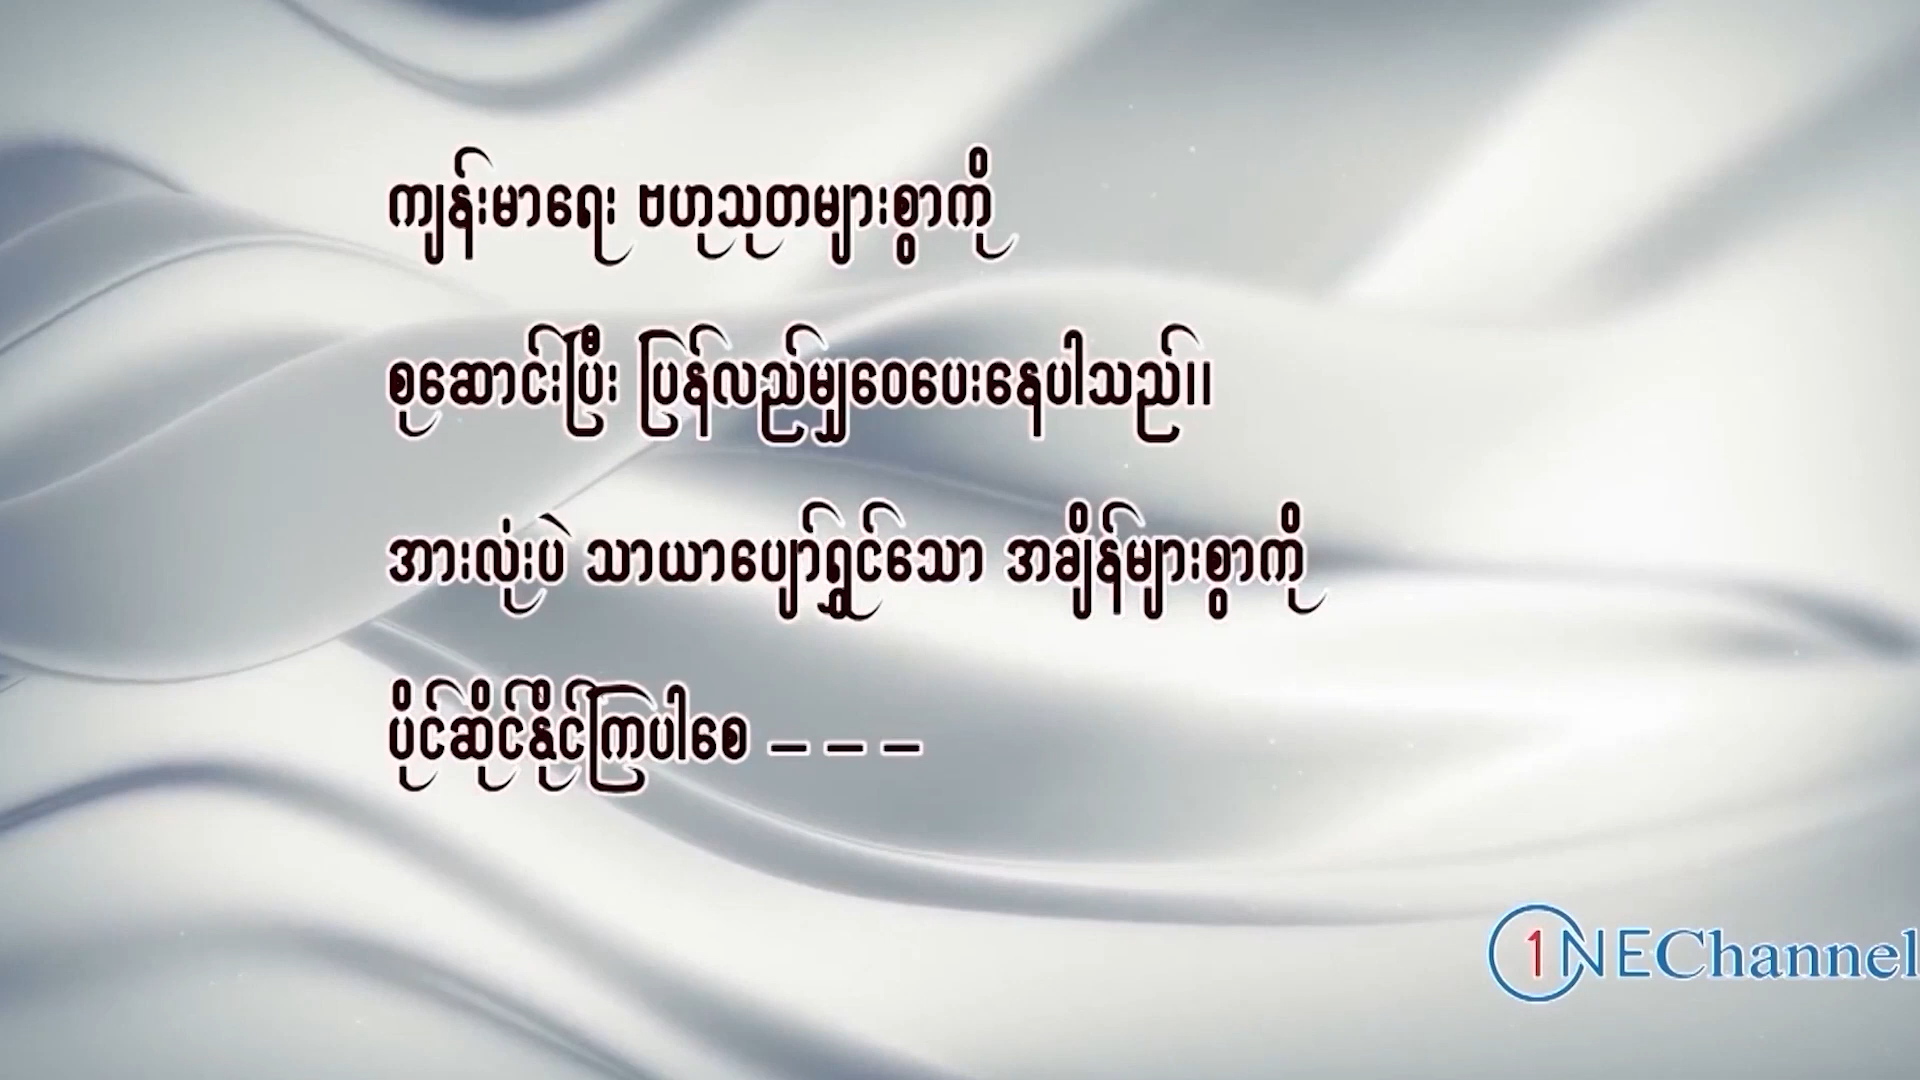 ကျန်းမာရေး ဗဟုသုတများစွာကို
စုဆောင်းပြီး ပြန်လည်မျှဝေပေးနေပါသည်။
အားလုံးပဲ သာယာပျော်ရွှင်သော အချိန်များစွာကို
ပိုင်ဆိုင်နိုင်ကြပါစေ – – –
1NE Channel